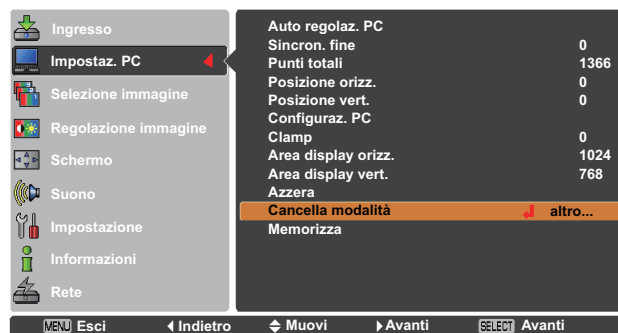 Ingresso
Impostaz. PC
Selezione immagine
Regolazione immagine
Schermo
Suono
Impostazione
Informazioni
Rete
Auto regolaz. PC
Sincron. fine 0
Punti totali 1366
Posizione orizz. 0
Posizione vert. 0
Configuraz. PC
Clamp 0
Area display orizz. 1024
Area display vert. 768
Azzera
Cancella modalità altro...
Memorizza
MENU Esci Indietro Muovi Avanti SELECT Avanti